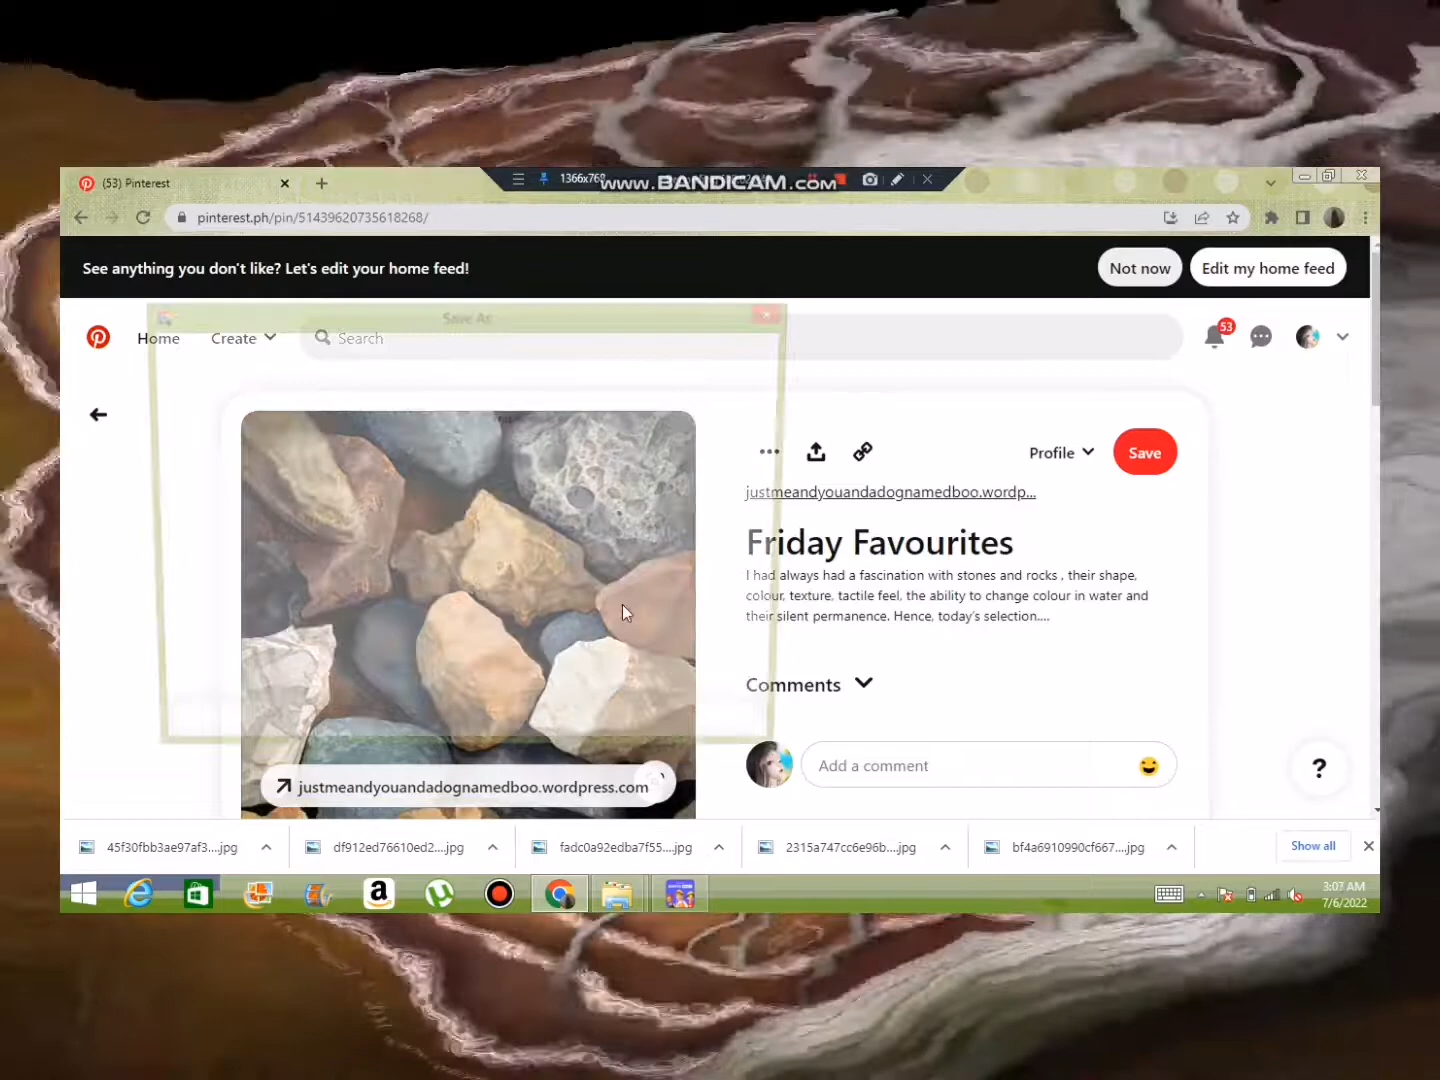 (53) Pinterest
1366x768
www.BANDICAM.com
pinterest.ph/pin/51439620735618268/
See anything you don't like? Let's edit your home feed!
Not now
Edit my home feed
Save As
Home
Create
Search
53
Profile
Save
justmeandyouandadognamedboo.wordp...
Friday Favourites
I had always had a fascination with stones and rocks , their shape,
colour, texture, tactile feel, the ability to change colour in water and
their silent permanence. Hence, today's selection....
Comments
Add a comment
?
justmeandyouandadognamedboo.wordpress.com
45f30fbb3ae97af3....jpg
df912ed76610ed2....jpg
fadc0a92edba7f55....jpg
2315a747cc6e96b....jpg
bf4a6910990cf667....jpg
Show all
3:07 AM
7/6/2022